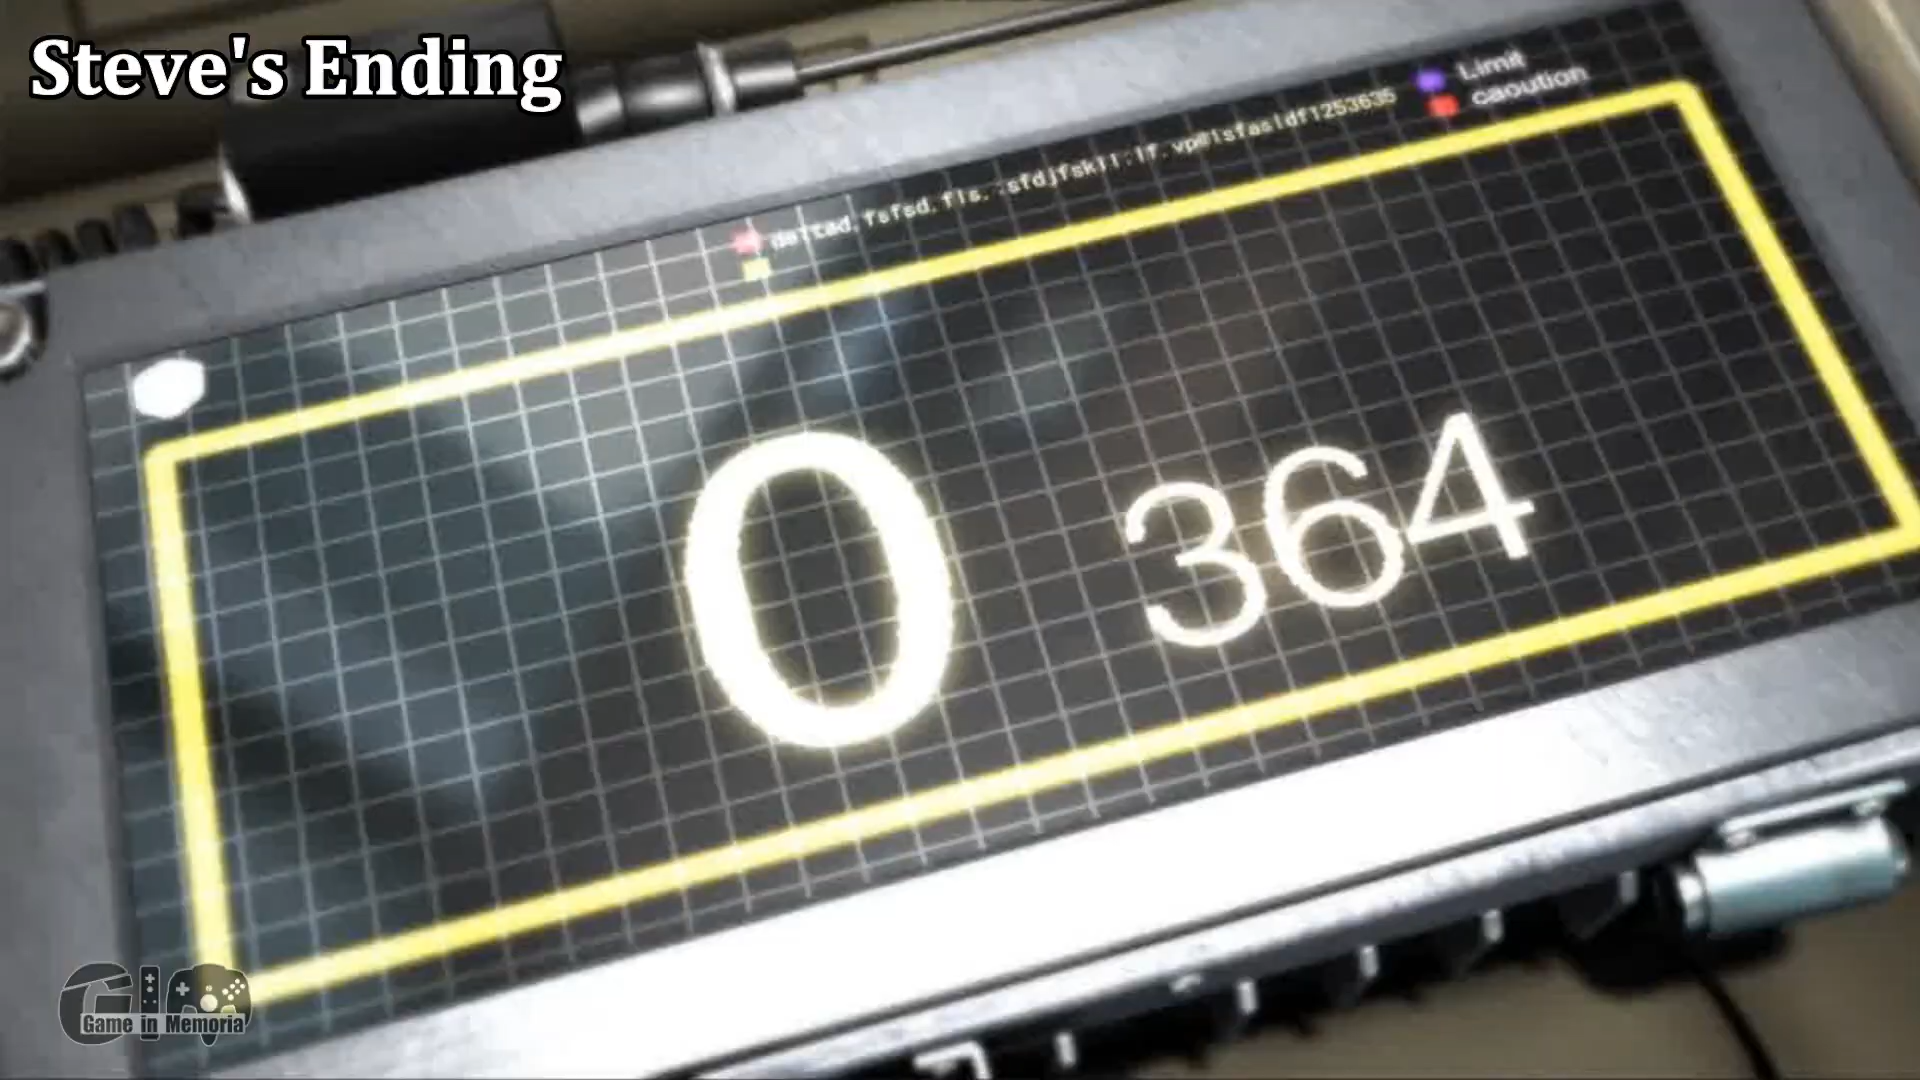 Steve's Ending
Limit
caoution
0 364
Game in Memoria